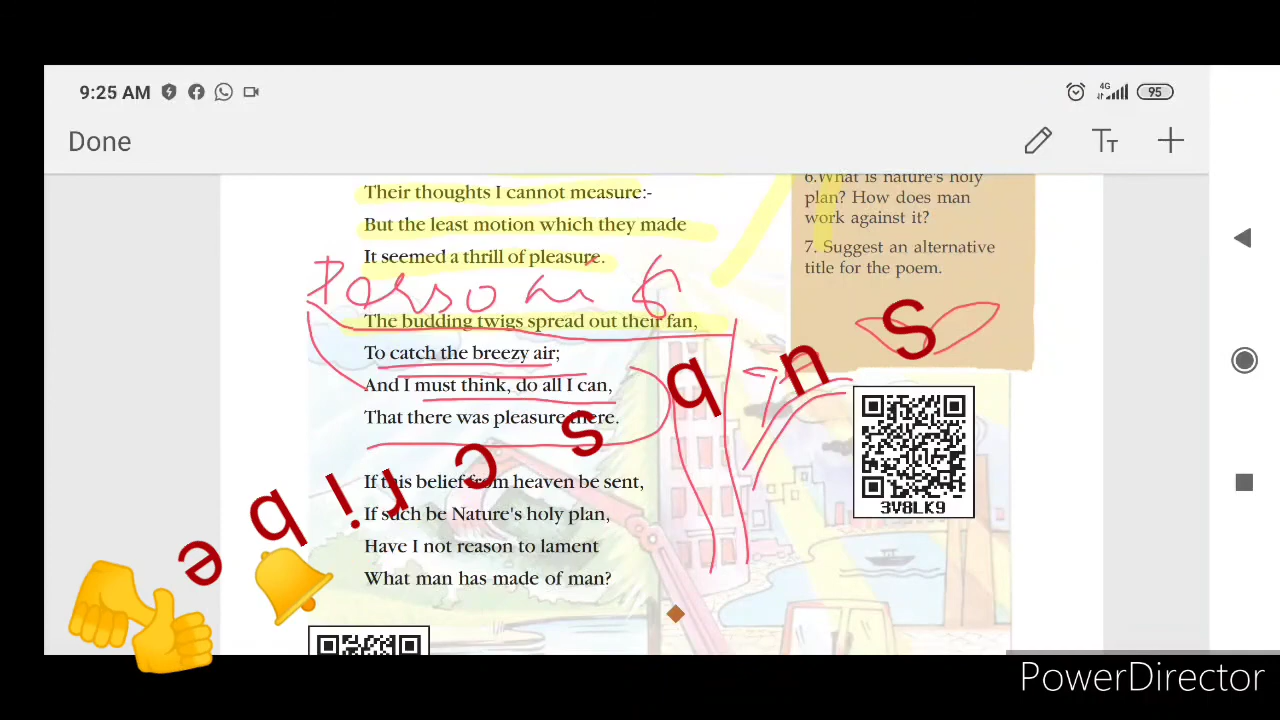 9:25 AM 4G 95
Done TT
Their thoughts I cannot measure:-
But the least motion which they made
It seemed a thrill of pleasure.
The budding twigs spread out their fan,
To catch the breezy air;
And I must think, do all I can,
That there was pleasure there.
If this belief from heaven be sent,
If such be Nature's holy plan,
Have I not reason to lament
What man has made of man?
6.What is nature's holy
plan? How does man
work against it?
7. Suggest an alternative
title for the poem.
3V8LK9
subscribe
PowerDirector